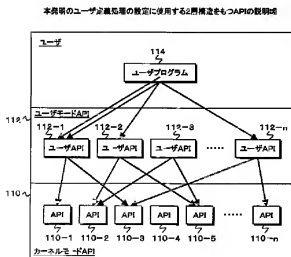 本発明のユーザ定義処理の設定に使用する2層構造をもつAPIの説明図
ユーザ
114
ユーザプログラム
112
ユーザモードAPI
112-1 112-2 112-3 112-n
ユーザAPI ユーザAPI ユーザAPI ・・・・・ ユーザAPI
110
API API API API API ・・・・・ API
110-1 110-2 110-3 110-4 110-5 110-n
カーネルモードAPI